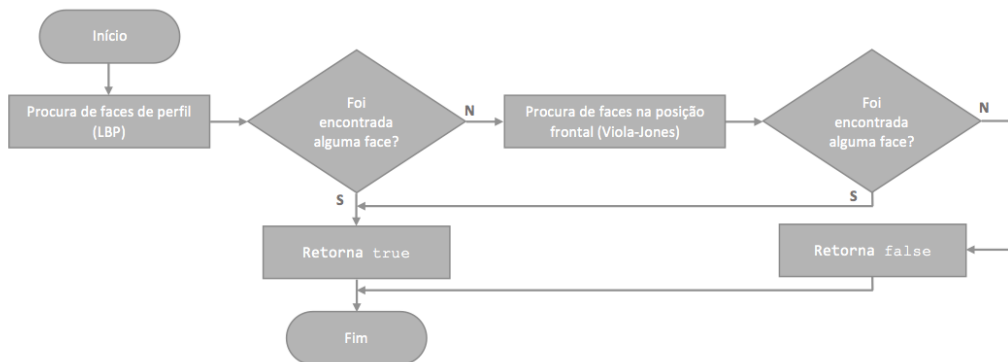 Início
Procura de faces de perfil
(LBP)
Foi
encontrada
alguma face?
N
Procura de faces na posição
frontal (Viola-Jones)
Foi
encontrada
alguma face?
N
S
S
Retorna true
Retorna false
Fim